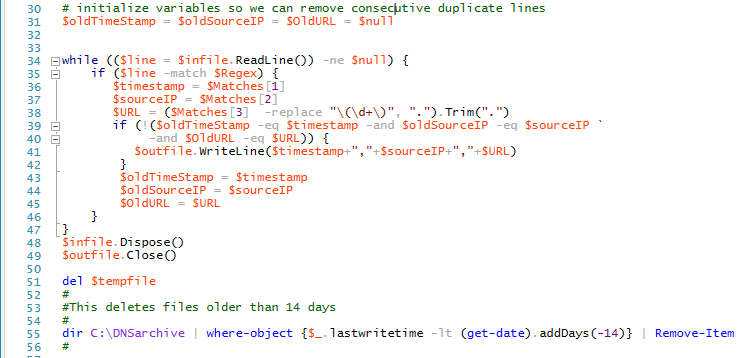 30 # initialize variables so we can remove consecutive duplicate lines
31 $oldTimeStamp = $oldSourceIP = $OldURL = $null
32
33
34 while (($line = $infile.ReadLine()) -ne $null) {
35 if ($line -match $Regex) {
36 $timestamp = $Matches[1]
37 $sourceIP = $Matches[2]
38 $URL = ($Matches[3] -replace "\(\d+\)", ".").Trim(".")
39 if (!($oldTimeStamp -eq $timestamp -and $oldSourceIP -eq $sourceIP `
40 -and $OldURL -eq $URL)) {
41 $outfile.WriteLine($timestamp+","+$sourceIP+","+$URL)
42 }
43 $oldTimeStamp = $timestamp
44 $oldSourceIP = $sourceIP
45 $OldURL = $URL
46 }
47 }
48 $infile.Dispose()
49 $outfile.Close()
50
51 del $tempfile
52 #
53 #This deletes files older than 14 days
54 #
55 dir C:\DNSarchive | where-object {$_.lastwritetime -lt (get-date).addDays(-14)} | Remove-Item
56 #